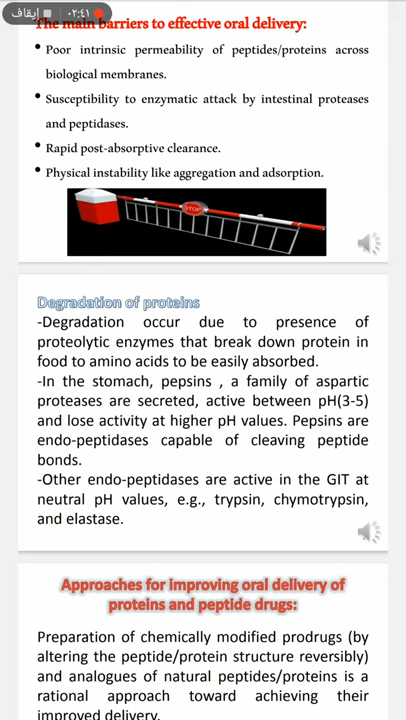 إيقاف ٠٢:٤١
The main barriers to effective oral delivery:
• Poor intrinsic permeability of peptides/proteins across
biological membranes.
• Susceptibility to enzymatic attack by intestinal proteases
and peptidases.
• Rapid post-absorptive clearance.
• Physical instability like aggregation and adsorption.
STOP
Degradation of proteins
-Degradation occur due to presence of
proteolytic enzymes that break down protein in
food to amino acids to be easily absorbed.
-In the stomach, pepsins , a family of aspartic
proteases are secreted, active between pH(3-5)
and lose activity at higher pH values. Pepsins are
endo-peptidases capable of cleaving peptide
bonds.
-Other endo-peptidases are active in the GIT at
neutral pH values, e.g., trypsin, chymotrypsin,
and elastase.
Approaches for improving oral delivery of
proteins and peptide drugs:
Preparation of chemically modified prodrugs (by
altering the peptide/protein structure reversibly)
and analogues of natural peptides/proteins is a
rational approach toward achieving their
improved delivery.